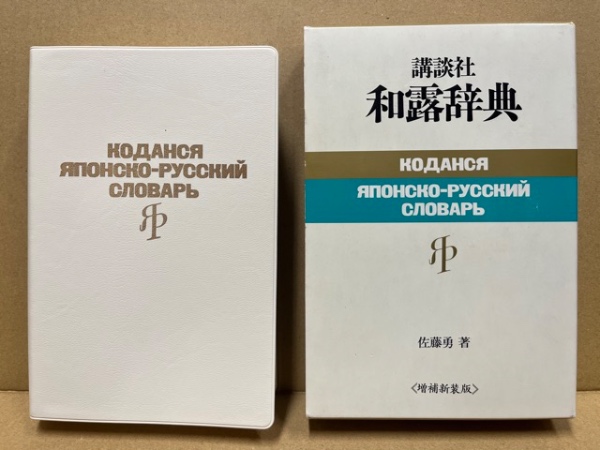 КОДАНСЯ
ЯПОНСКО-РУССКИЙ
СЛОВАРЬ
ЯР
講談社
和露辞典
КОДАНСЯ
ЯПОНСКО-РУССКИЙ
СЛОВАРЬ
ЯР
佐藤勇 著
〈増補新装版〉